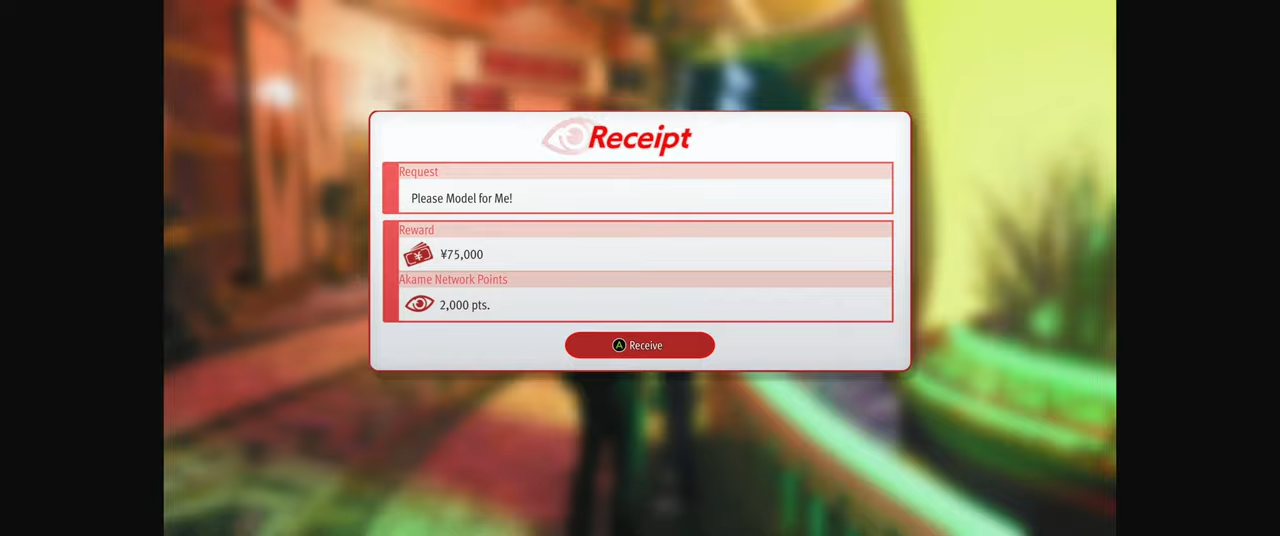 Receipt
Request
Please Model for Me!
Reward
¥75,000
Akame Network Points
2,000 pts.
A Receive